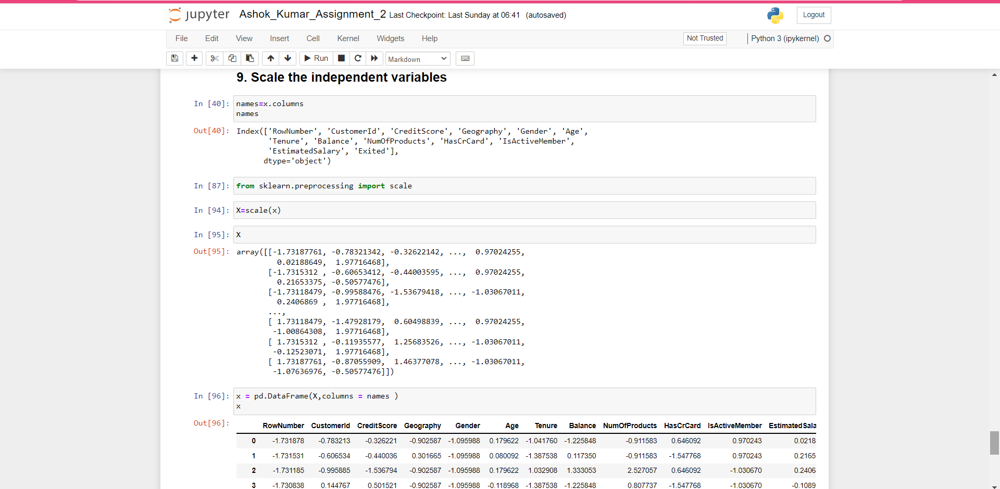 jupyter Ashok_Kumar_Assignment_2 Last Checkpoint: Last Sunday at 06:41 (autosaved) Logout
File Edit View Insert Cell Kernel Widgets Help Not Trusted Python 3 (ipykernel)
Run Markdown
9. Scale the independent variables
In [40]: names=x.columns
names
Out[40]: Index(['RowNumber', 'CustomerId', 'CreditScore', 'Geography', 'Gender', 'Age',
'Tenure', 'Balance', 'NumOfProducts', 'HasCrCard', 'IsActiveMember',
'EstimatedSalary', 'Exited'],
dtype='object')
In [87]: from sklearn.preprocessing import scale
In [94]: X=scale(x)
In [95]: X
Out[95]: array([[-1.73187761, -0.78321342, -0.32622142, ...,  0.97024255,
0.02188649,  1.97716468],
[-1.7315312 , -0.60653412, -0.44003595, ...,  0.97024255,
0.21653375, -0.50577476],
[-1.73118479, -0.99588476, -1.53679418, ..., -1.03067011,
0.2406869 ,  1.97716468],
...,
[ 1.73118479, -1.47928179,  0.60498839, ...,  0.97024255,
-1.00864308,  1.97716468],
[ 1.7315312 , -0.11935577,  1.25683526, ..., -1.03067011,
-0.12523071,  1.97716468],
[ 1.73187761, -0.87055909,  1.46377078, ..., -1.03067011,
-1.07636976, -0.50577476]])
In [96]: x = pd.DataFrame(X,columns = names )
x
Out[96]:
RowNumber CustomerId CreditScore Geography Gender Age Tenure Balance NumOfProducts HasCrCard IsActiveMember EstimatedSala
0 -1.731878 -0.783213 -0.326221 -0.902587 -1.095988 0.179622 -1.041760 -1.225848 -0.911583 0.646092 0.970243 0.0218
1 -1.731531 -0.606534 -0.440036 0.301665 -1.095988 0.080092 -1.387538 0.117350 -0.911583 -1.547768 0.970243 0.2165
2 -1.731185 -0.995885 -1.536794 -0.902587 -1.095988 0.179622 1.032908 1.333053 2.527057 0.646092 -1.030670 0.2406
3 -1.730838 0.144767 0.501521 -0.902587 -1.095988 -0.118968 -1.387538 -1.225848 0.807737 -1.547768 -1.030670 -0.1089